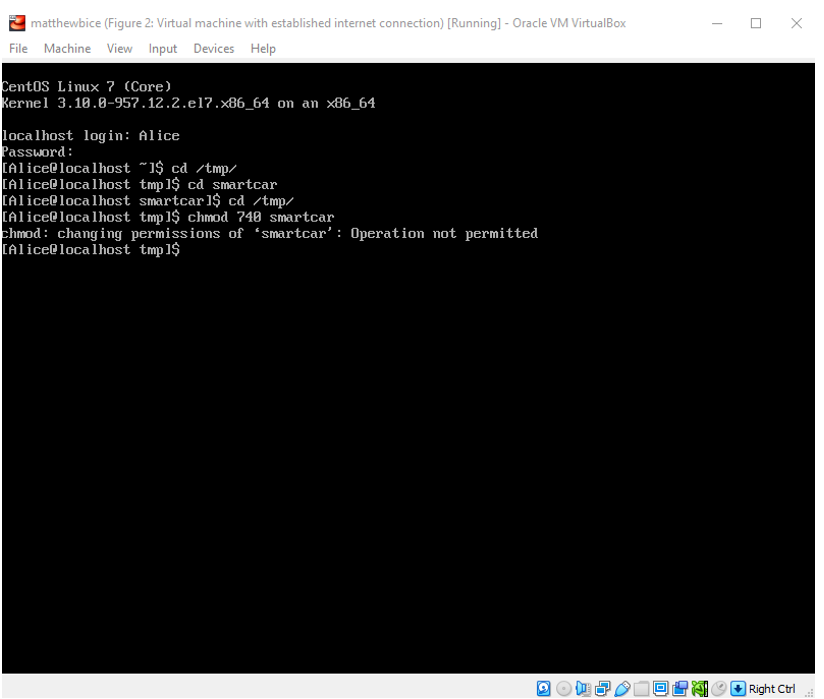 matthewbice (Figure 2: Virtual machine with established internet connection) [Running] - Oracle VM VirtualBox
File Machine View Input Devices Help
CentOS Linux 7 (Core)
Kernel 3.10.0-957.12.2.el7.x86_64 on an x86_64
localhost login: Alice
Password:
[Alice@localhost ~]$ cd /tmp/
[Alice@localhost tmp]$ cd smartcar
[Alice@localhost smartcar]$ cd /tmp/
[Alice@localhost tmp]$ chmod 740 smartcar
chmod: changing permissions of ‘smartcar’: Operation not permitted
[Alice@localhost tmp]$
Right Ctrl